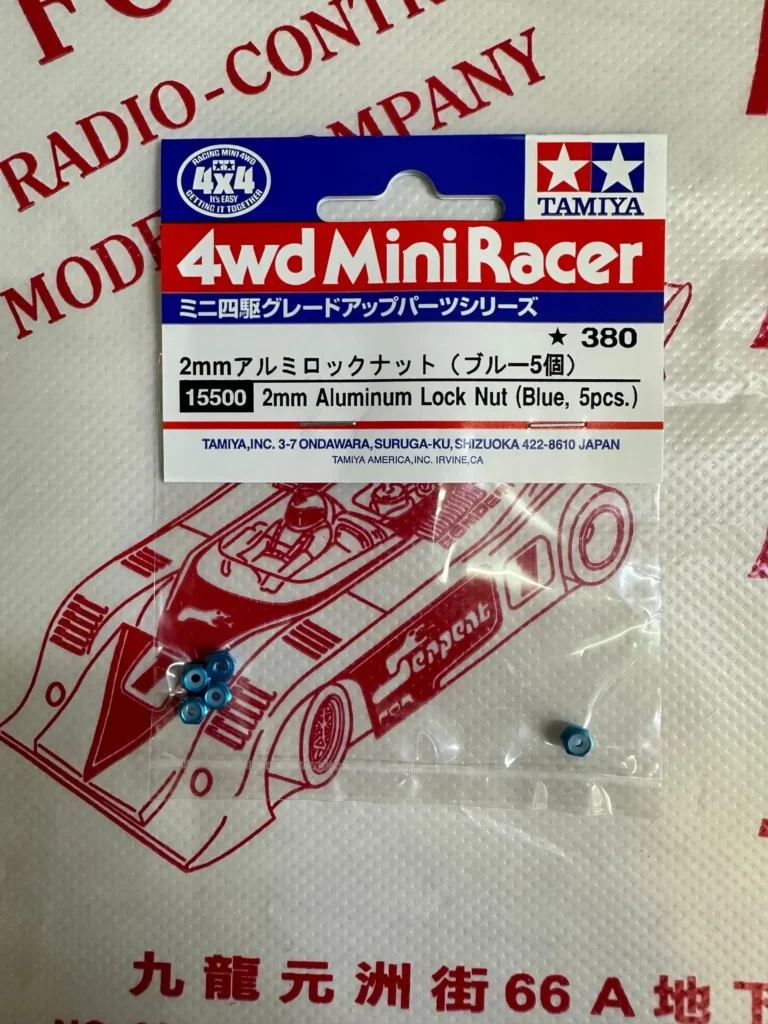 RADIO-CONTR
MPANY
MODE
RACING MINI 4WD
4x4
It's EASY
GETTING IT TOGETHER
TAMIYA
4wd Mini Racer
ミニ四駆グレードアップパーツシリーズ
★ 380
2mmアルミロックナット（ブルー5個）
15500 2mm Aluminum Lock Nut (Blue, 5pcs.)
TAMIYA,INC. 3-7 ONDAWARA, SURUGA-KU, SHIZUOKA 422-8610 JAPAN
TAMIYA AMERICA,INC. IRVINE,CA
Serpent
九龍元洲街66A地下